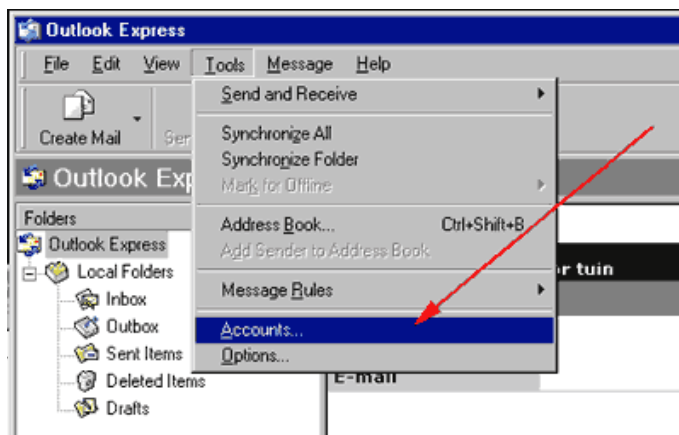 Outlook Express
File Edit View Tools Message Help
Send and Receive
Create Mail
Synchronize All
Synchronize Folder
Mark for Offline
Outlook Exp
Folders
Address Book... Ctrl+Shift+B
Outlook Express
Add Sender to Address Book
r tuin
Local Folders
Inbox
Message Rules
Outbox
Accounts...
Sent Items
Options...
Deleted Items
E-mail
Drafts